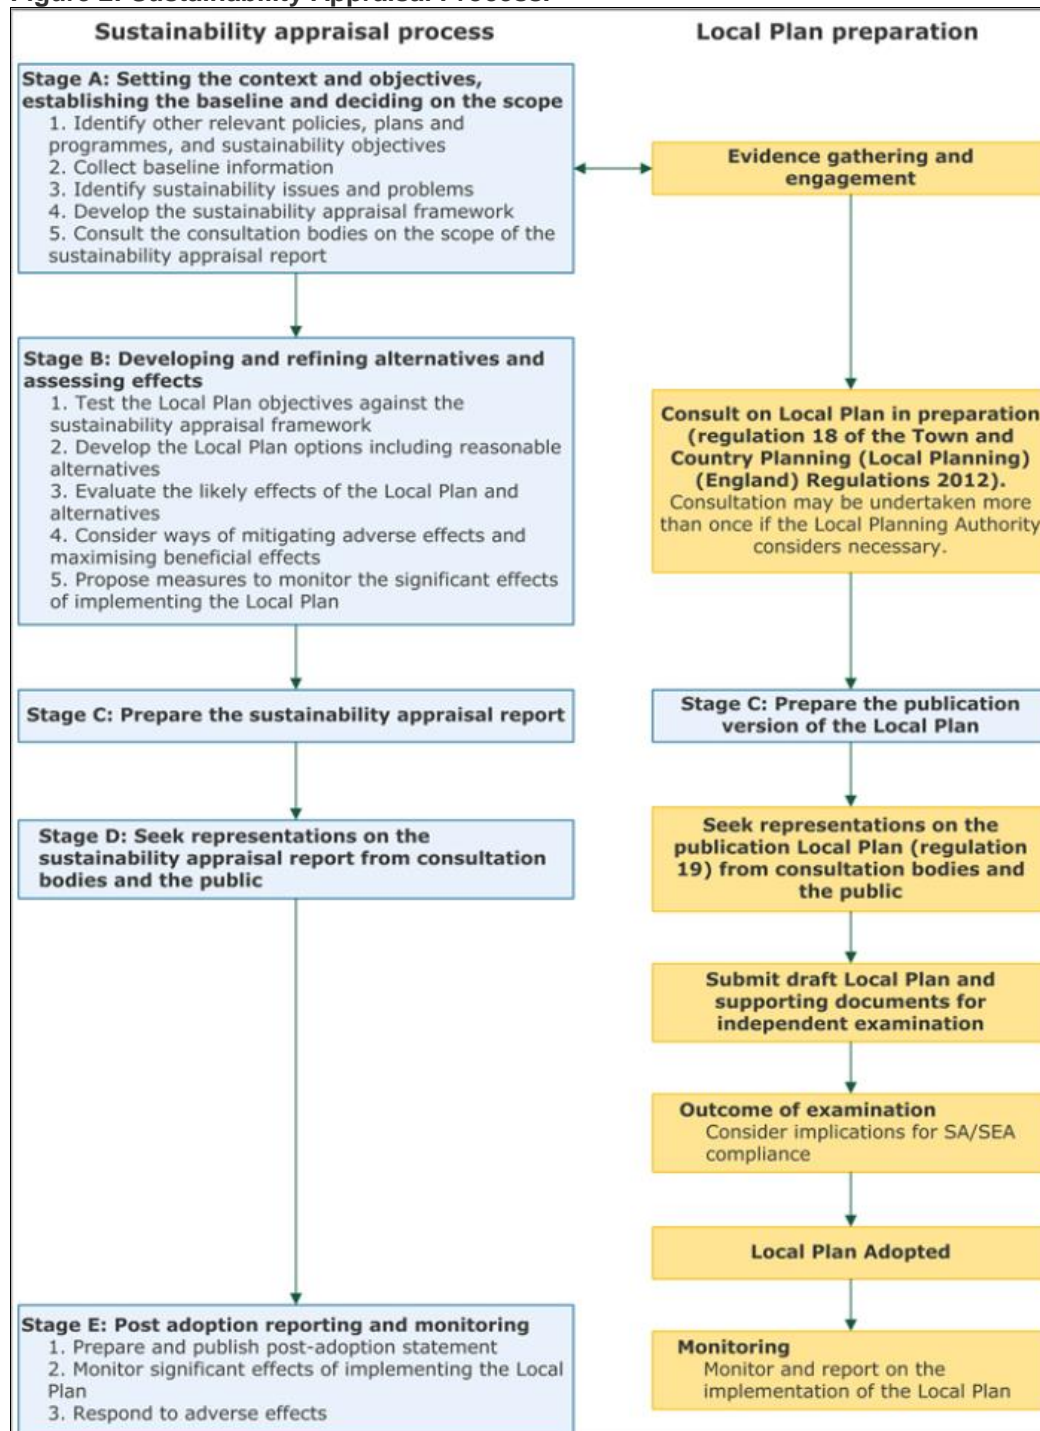 Figure 2: Sustainability Appraisal Process.
Sustainability appraisal process
Local Plan preparation
Stage A: Setting the context and objectives,
establishing the baseline and deciding on the scope
1. Identify other relevant policies, plans and
programmes, and sustainability objectives
2. Collect baseline information
3. Identify sustainability issues and problems
4. Develop the sustainability appraisal framework
5. Consult the consultation bodies on the scope of the
sustainability appraisal report
Evidence gathering and
engagement
Stage B: Developing and refining alternatives and
assessing effects
1. Test the Local Plan objectives against the
sustainability appraisal framework
2. Develop the Local Plan options including reasonable
alternatives
3. Evaluate the likely effects of the Local Plan and
alternatives
4. Consider ways of mitigating adverse effects and
maximising beneficial effects
5. Propose measures to monitor the significant effects
of implementing the Local Plan
Consult on Local Plan in preparation
(regulation 18 of the Town and
Country Planning (Local Planning)
(England) Regulations 2012).
Consultation may be undertaken more
than once if the Local Planning Authority
considers necessary.
Stage C: Prepare the sustainability appraisal report
Stage C: Prepare the publication
version of the Local Plan
Stage D: Seek representations on the
sustainability appraisal report from consultation
bodies and the public
Seek representations on the
publication Local Plan (regulation
19) from consultation bodies and
the public
Submit draft Local Plan and
supporting documents for
independent examination
Outcome of examination
Consider implications for SA/SEA
compliance
Local Plan Adopted
Stage E: Post adoption reporting and monitoring
1. Prepare and publish post-adoption statement
2. Monitor significant effects of implementing the Local
Plan
3. Respond to adverse effects
Monitoring
Monitor and report on the
implementation of the Local Plan